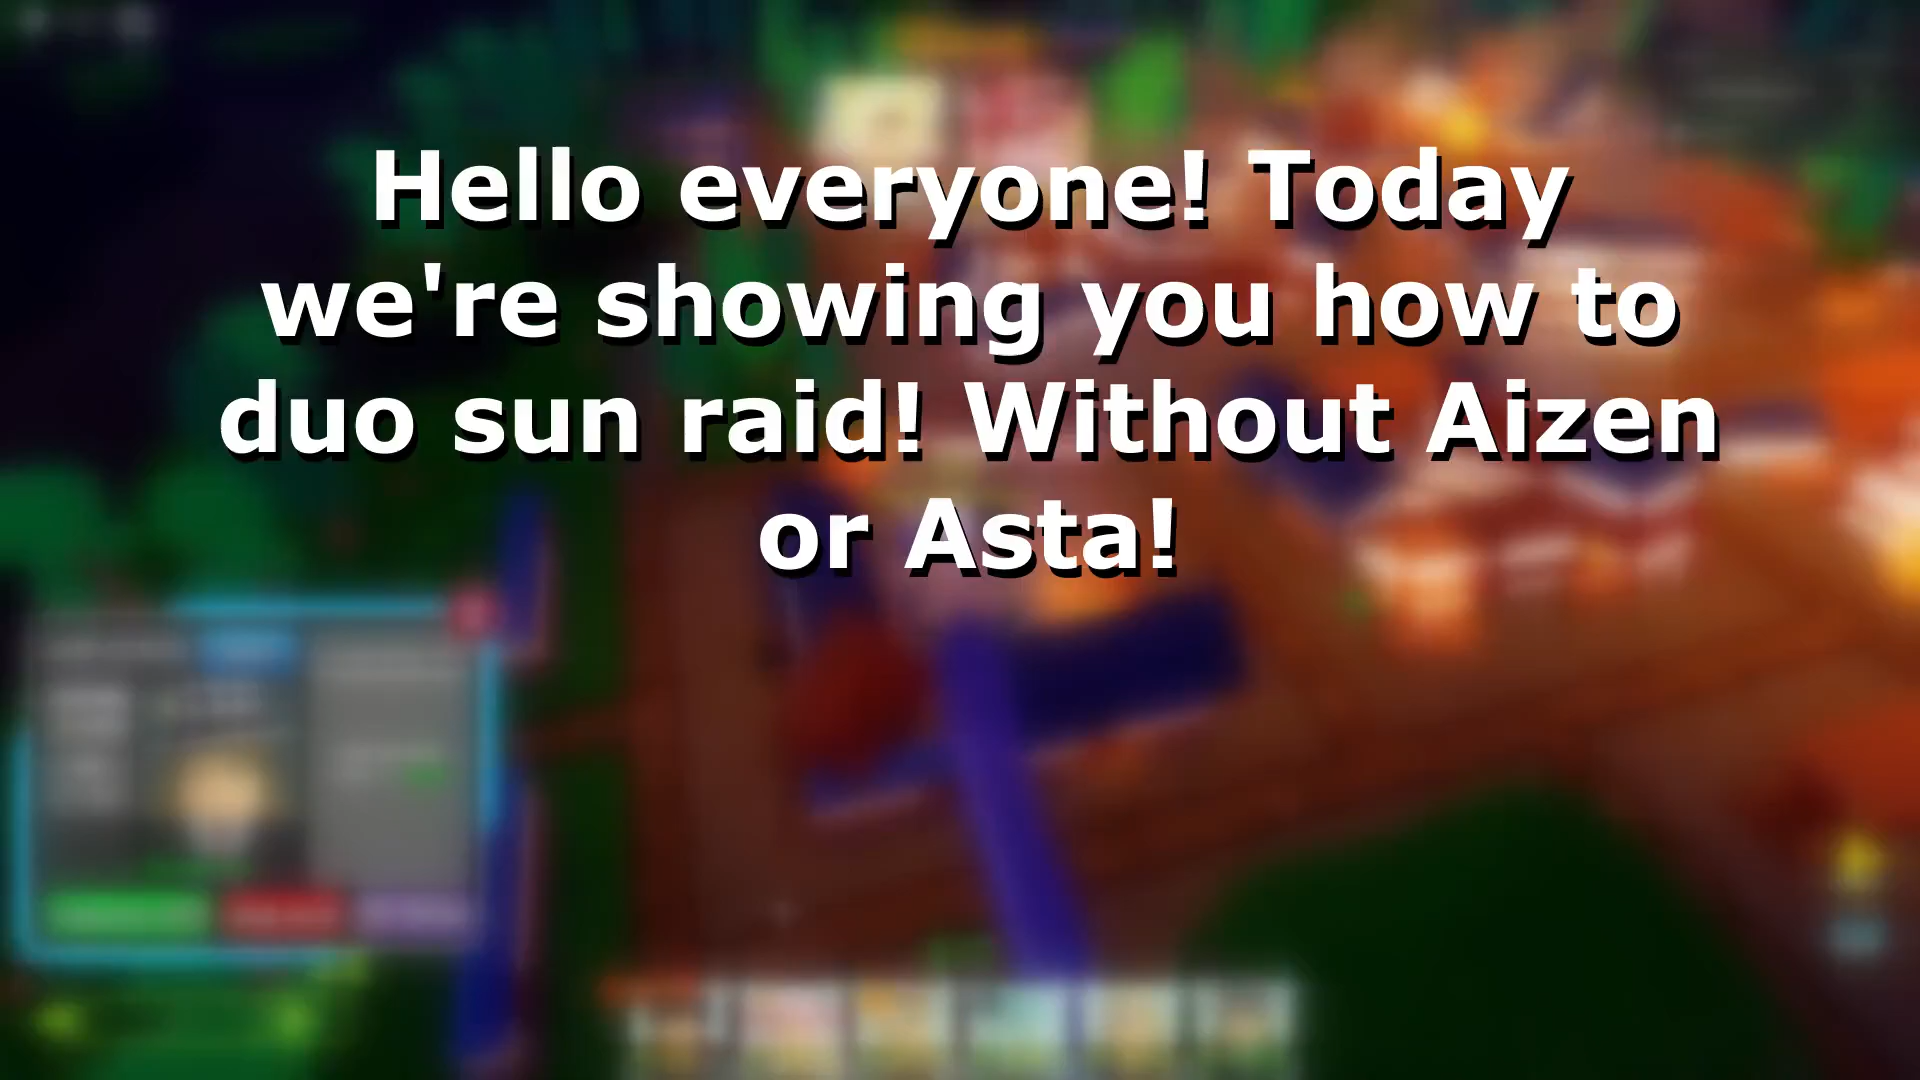 Hello everyone! Today
we're showing you how to
duo sun raid! Without Aizen
or Asta!